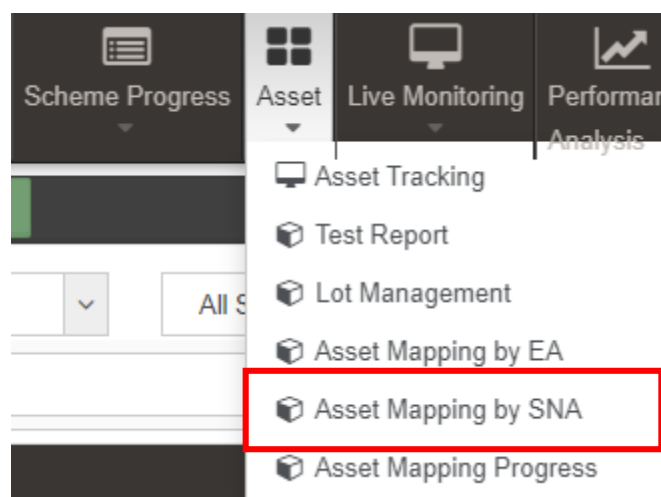 Scheme Progress
Asset
Live Monitoring
Performan
Analysis
All S
Asset Tracking
Test Report
Lot Management
Asset Mapping by EA
Asset Mapping by SNA
Asset Mapping Progress